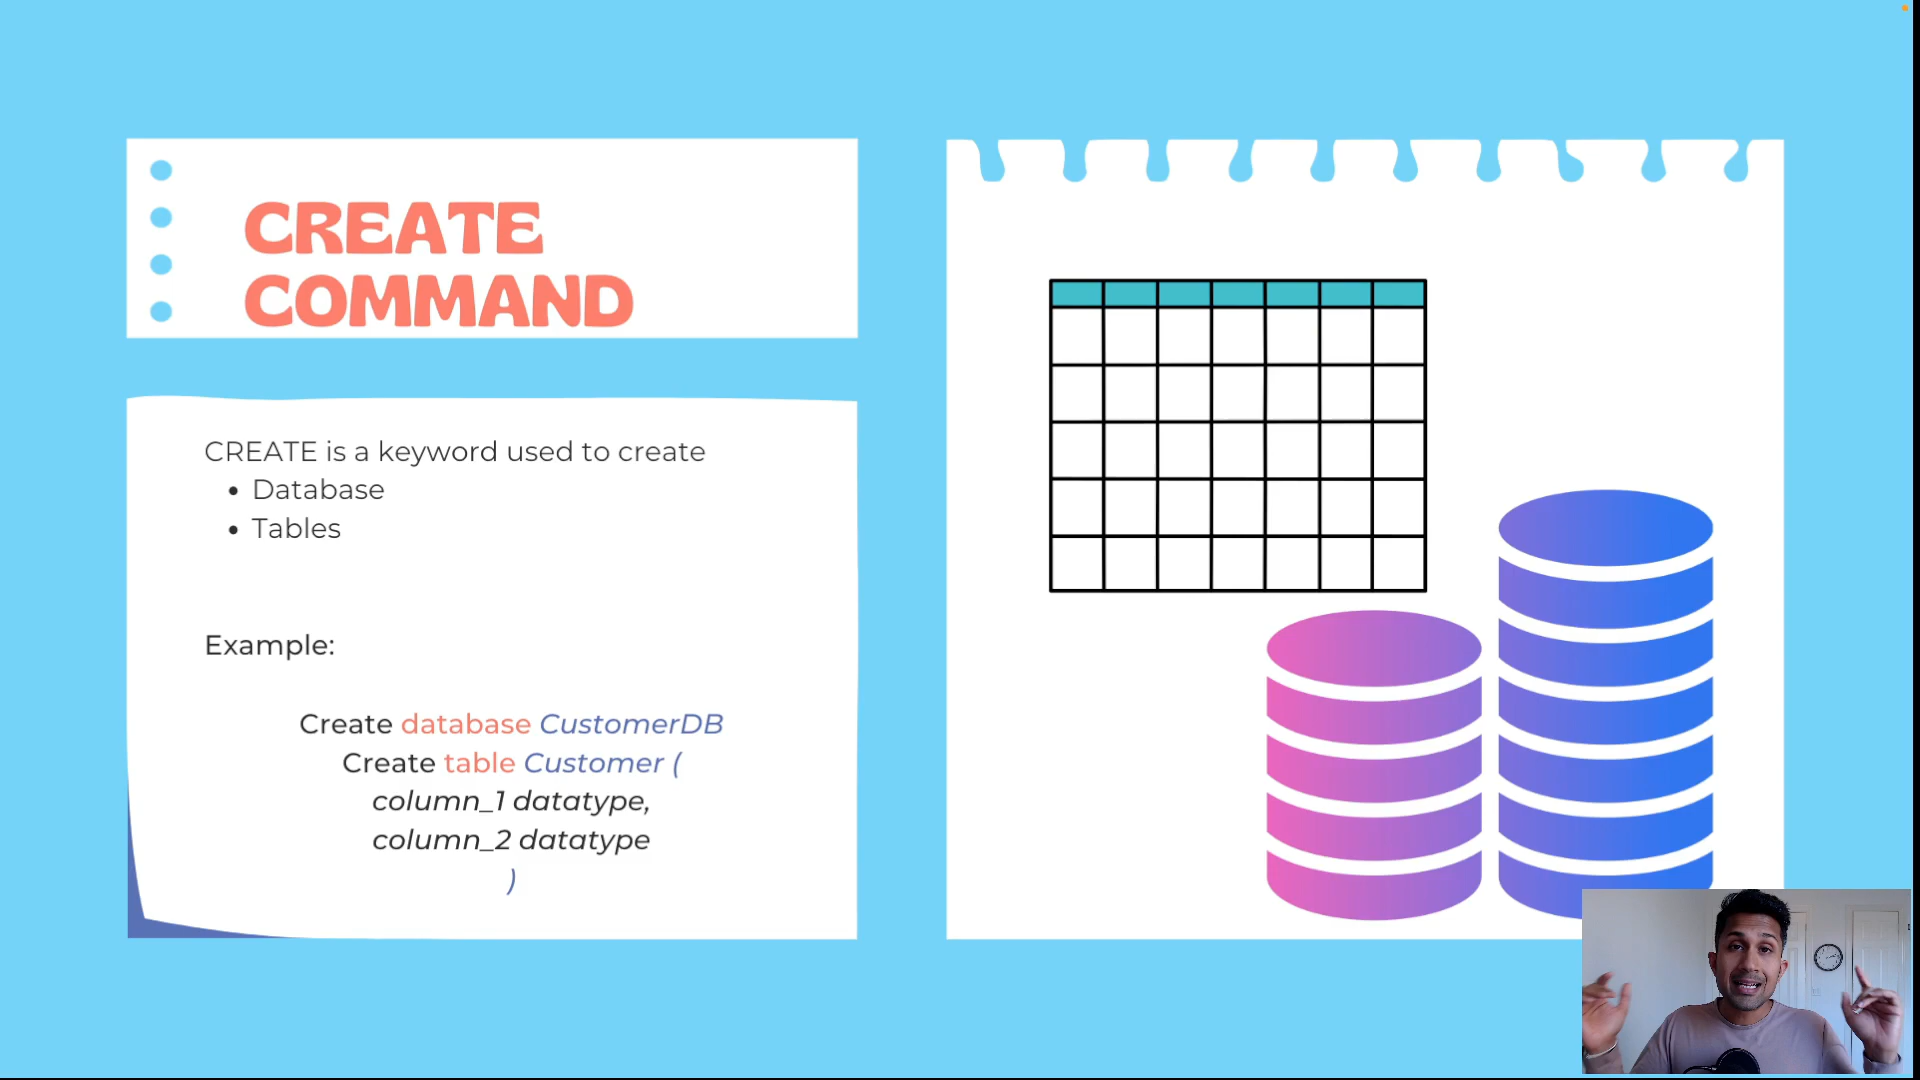 CREATE
COMMAND
CREATE is a keyword used to create
• Database
• Tables
Example:
Create database CustomerDB
Create table Customer (
column_1 datatype,
column_2 datatype
)